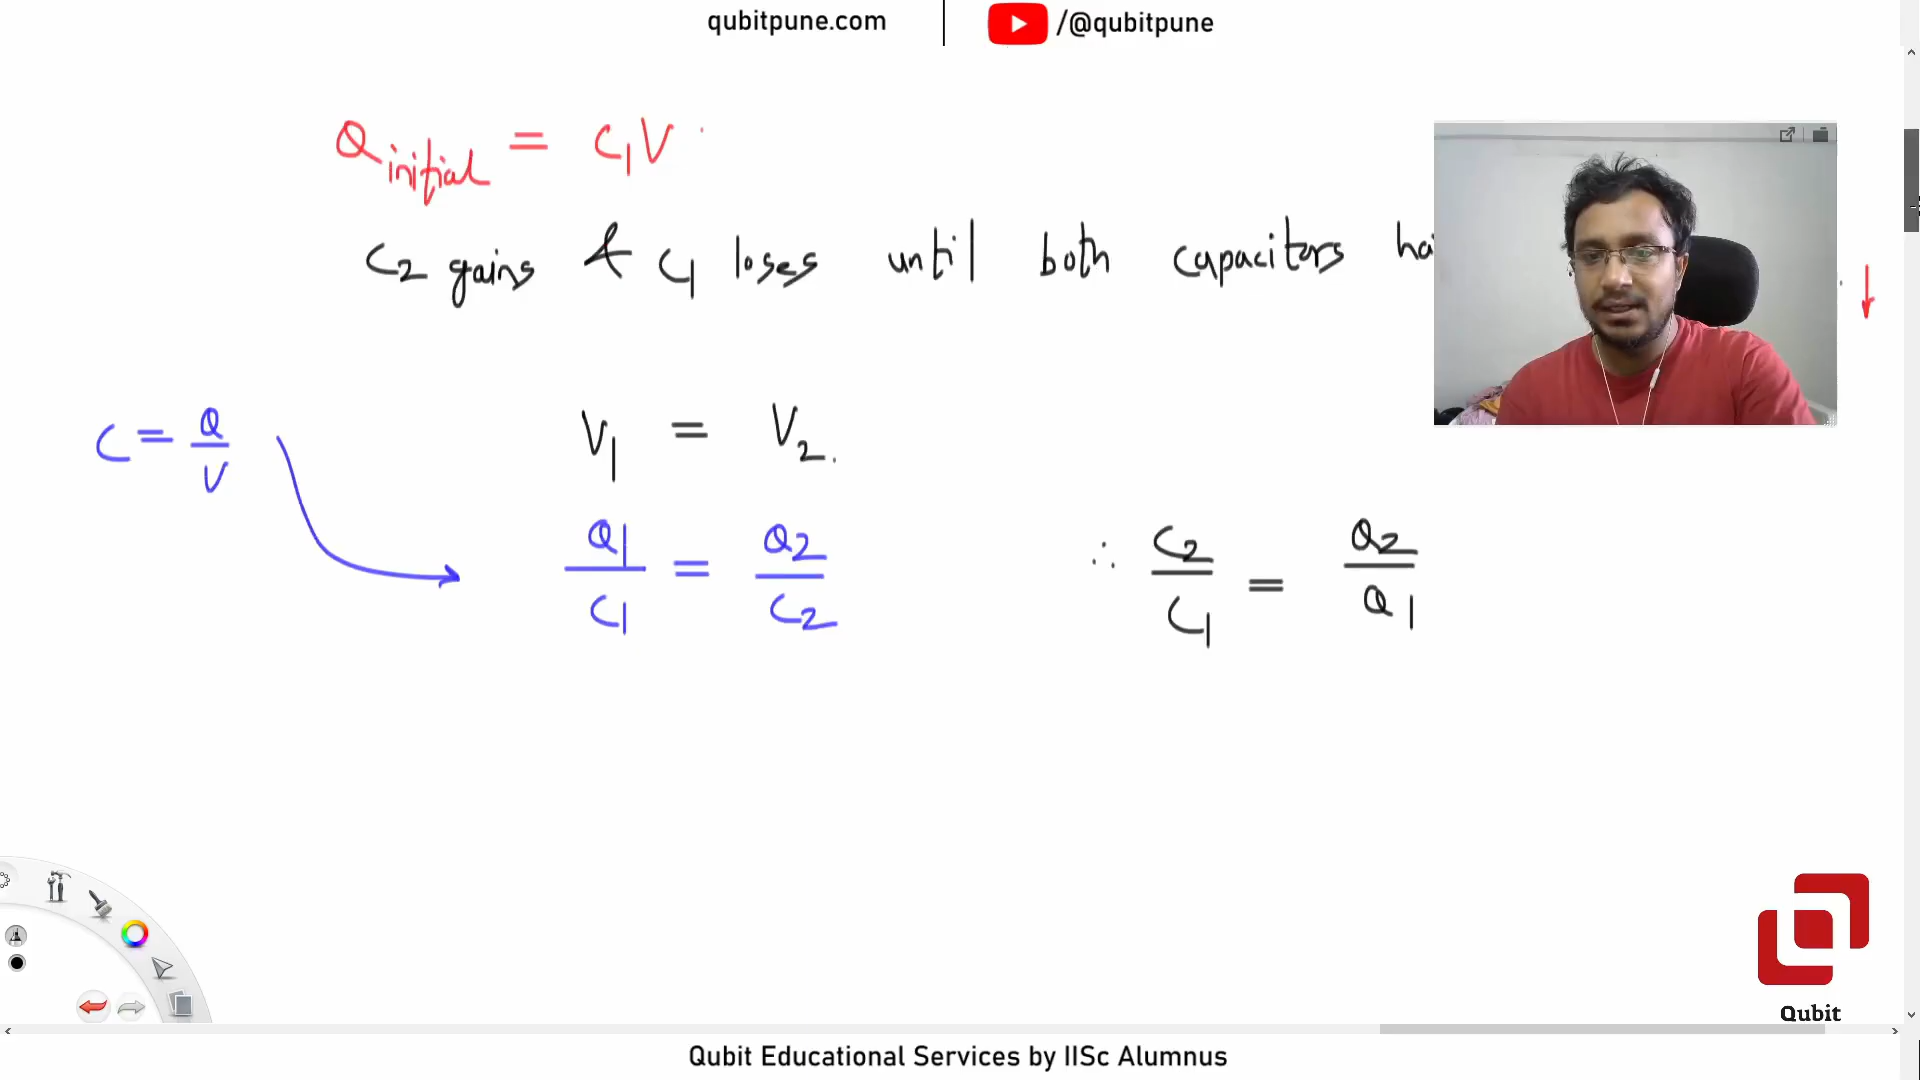 qubitpune.com | /@qubitpune
Q initial = C1V
C2 gains & C1 loses until both capacitors ha
C = Q/V
V1 = V2.
Q1/C1 = Q2/C2 ∴ C2/C1 = Q2/Q1
Qubit
Qubit Educational Services by IISc Alumnus